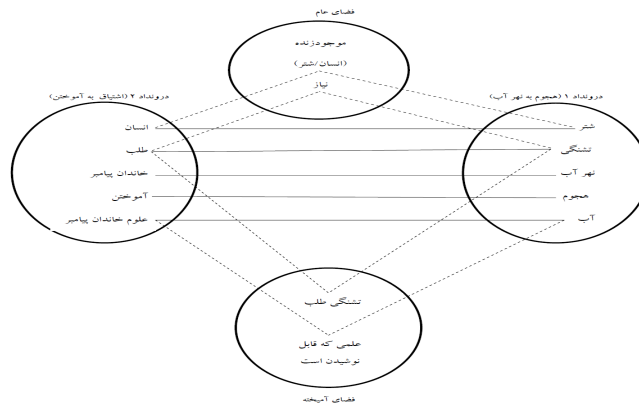 فضای عام
موجودزنده
(انسان/شتر)
نیاز
درونداد ۱ (هجوم به نهر آب)
شتر
تشنگی
نهر آب
هجوم
آب
درونداد ۲ (اشتیاق به آموختن)
انسان
طلب
خاندان پیامبر
آموختن
علوم خاندان پیامبر
تشنگی طلب
علمی که قابل
نوشیدن است
فضای آمیخته